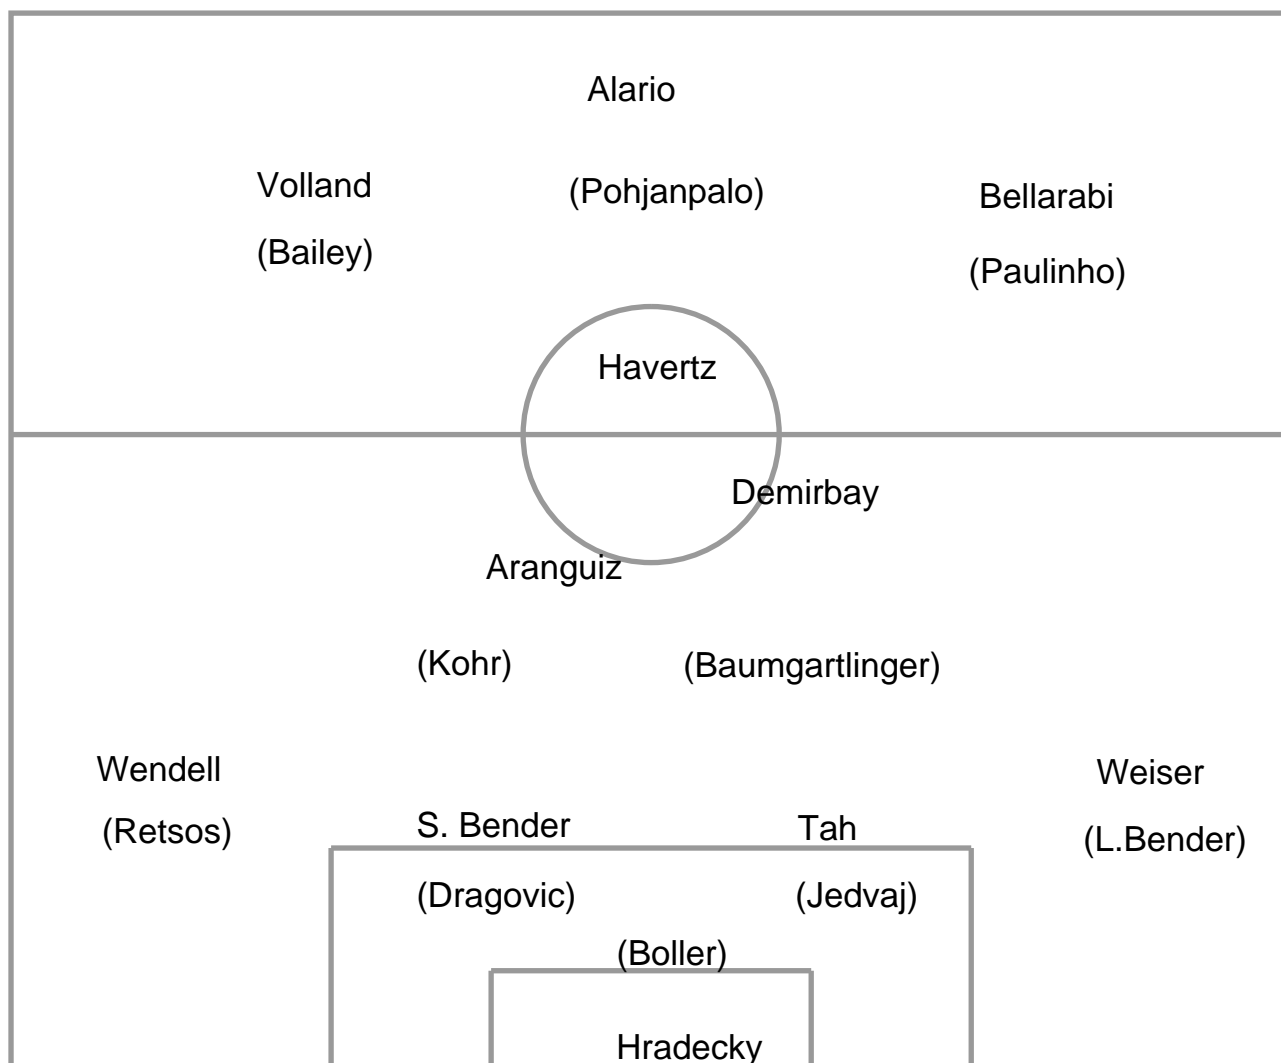 Alario
Volland
(Pohjanpalo)
Bellarabi
(Bailey)
(Paulinho)
Havertz
Demirbay
Aranguiz
(Kohr)
(Baumgartlinger)
Wendell
Weiser
(Retsos)
S. Bender
Tah
(L.Bender)
(Dragovic)
(Jedvaj)
(Boller)
Hradecky